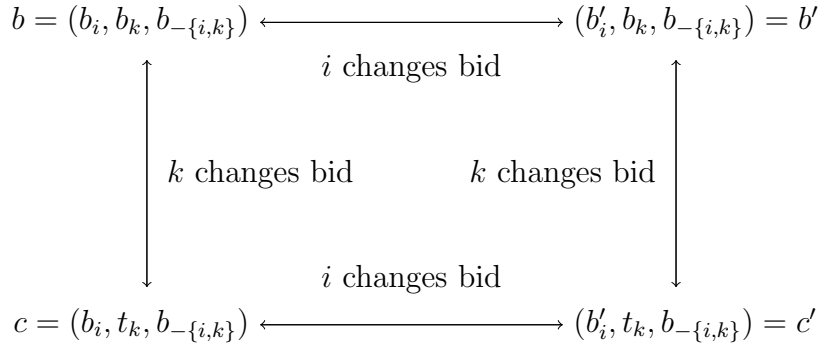 b = (b_i, b_k, b_{-\{i,k\}}) ⟷ (b'_i, b_k, b_{-\{i,k\}}) = b'
i changes bid
k changes bid k changes bid
i changes bid
c = (b_i, t_k, b_{-\{i,k\}}) ⟷ (b'_i, t_k, b_{-\{i,k\}}) = c'